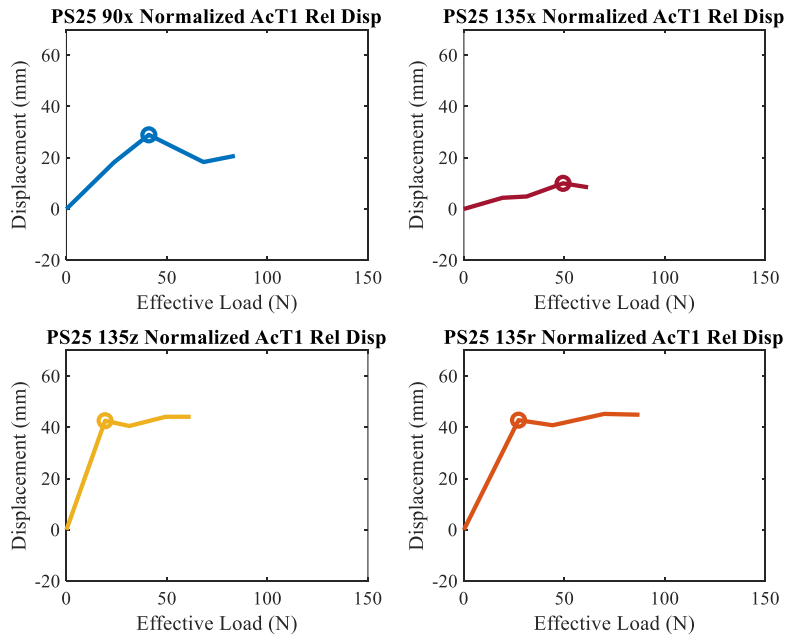 PS25 90x Normalized AcT1 Rel Disp
60
40
20
0
-20
Displacement (mm)
0 50 100 150
Effective Load (N)
PS25 135x Normalized AcT1 Rel Disp
60
40
20
0
-20
Displacement (mm)
0 50 100 150
Effective Load (N)
PS25 135z Normalized AcT1 Rel Disp
60
40
20
0
-20
Displacement (mm)
0 50 100 150
Effective Load (N)
PS25 135r Normalized AcT1 Rel Disp
60
40
20
0
-20
Displacement (mm)
0 50 100 150
Effective Load (N)